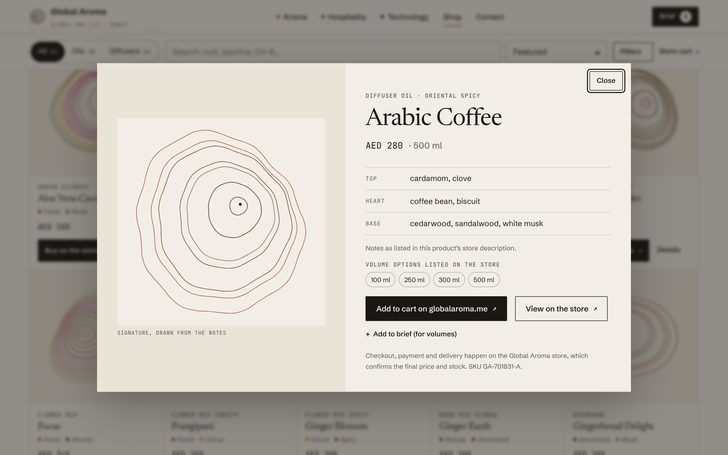 Global Aroma
Aroma
Hospitality
Technology
Shop
Contact
Brief
Oils
Diffusers
Featured
Filters
Store cart
Close
DIFFUSER OIL · ORIENTAL SPICY
Arabic Coffee
AED 280 · 500 ml
TOP cardamom, clove
HEART coffee bean, biscuit
BASE cedarwood, sandalwood, white musk
Notes as listed in this product's store description.
VOLUME OPTIONS LISTED ON THE STORE
100 ml 250 ml 300 ml 500 ml
Add to cart on globalaroma.me ↗ View on the store ↗
+ Add to brief (for volumes)
Checkout, payment and delivery happen on the Global Aroma store, which
confirms the final price and stock. SKU GA-701831-A.
SIGNATURE, DRAWN FROM THE NOTES
Details
Focus
Frangipani
Ginger Blossom
Ginger Earth
Gingerbread Delight